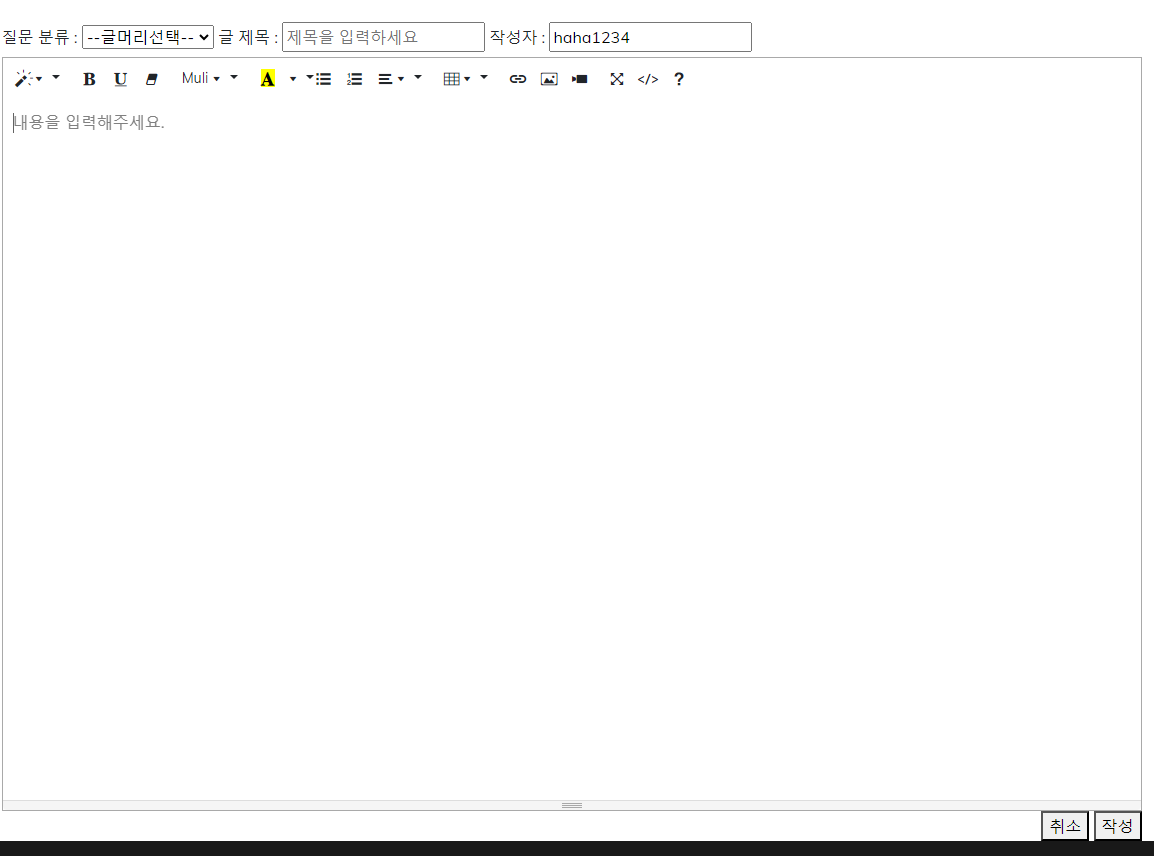 질문 분류 : --글머리선택-- 글 제목 : 제목을 입력하세요 작성자 : haha1234
B U Muli A </> ?
내용을 입력해주세요.
취소 작성